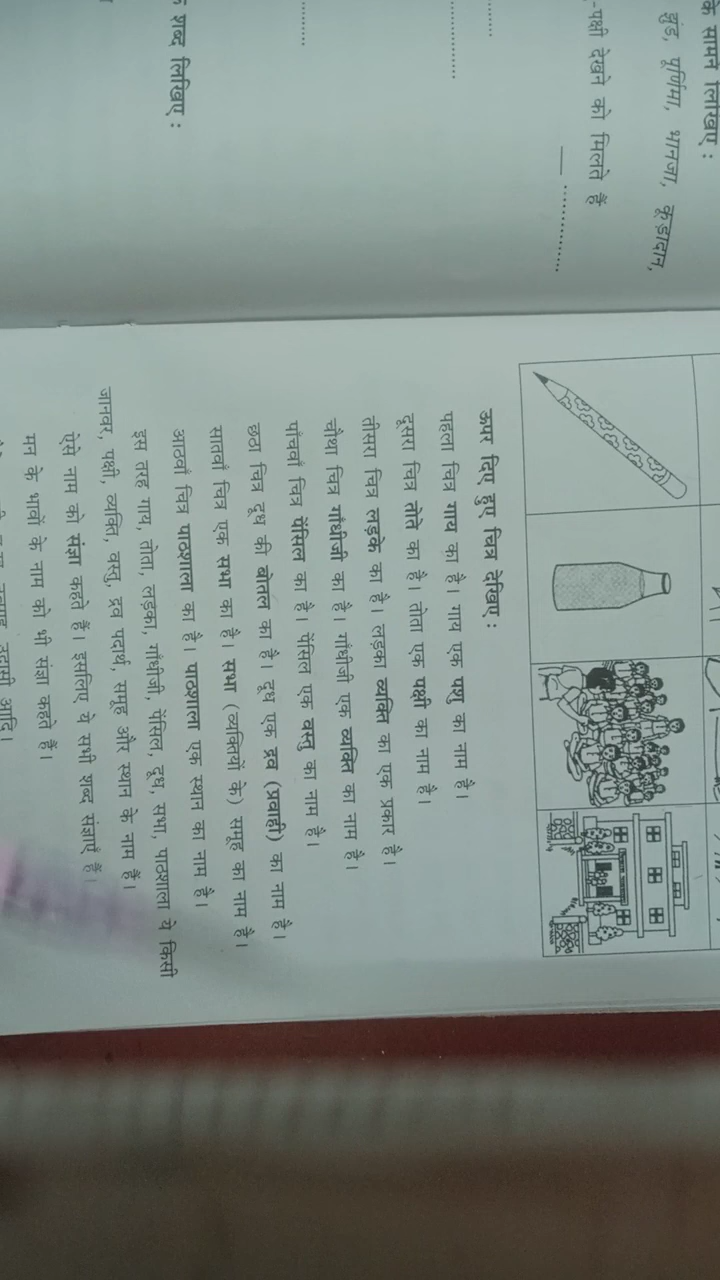 के सामने लिखिए :
झुंड, पूर्णिमा, भानजा, कूड़ादान,
-पक्षी देखने को मिलते हैं
— ............
शब्द लिखिए :
ऊपर दिए हुए चित्र देखिए :
पहला चित्र गाय का है। गाय एक पशु का नाम है।
दूसरा चित्र तोते का है। तोता एक पक्षी का नाम है।
तीसरा चित्र लड़के का है। लड़का व्यक्ति का एक प्रकार है।
चौथा चित्र गाँधीजी का है। गाँधीजी एक व्यक्ति का नाम है।
पांचवाँ चित्र पेंसिल का है। पेंसिल एक वस्तु का नाम है।
छठा चित्र दूध की बोतल का है। दूध एक द्रव (प्रवाही) का नाम है।
सातवाँ चित्र एक सभा का है। सभा (व्यक्तियों के) समूह का नाम है।
आठवाँ चित्र पाठशाला का है। पाठशाला एक स्थान का नाम है।
इस तरह गाय, तोता, लड़का, गाँधीजी, पेंसिल, दूध, सभा, पाठशाला ये किसी
जानवर, पक्षी, व्यक्ति, वस्तु, द्रव पदार्थ, समूह और स्थान के नाम है।
ऐसे नाम को संज्ञा कहते हैं। इसलिए ये सभी शब्द संज्ञाएँ हैं।
मन के भावों के नाम को भी संज्ञा कहते हैं।
उदासी आदि।